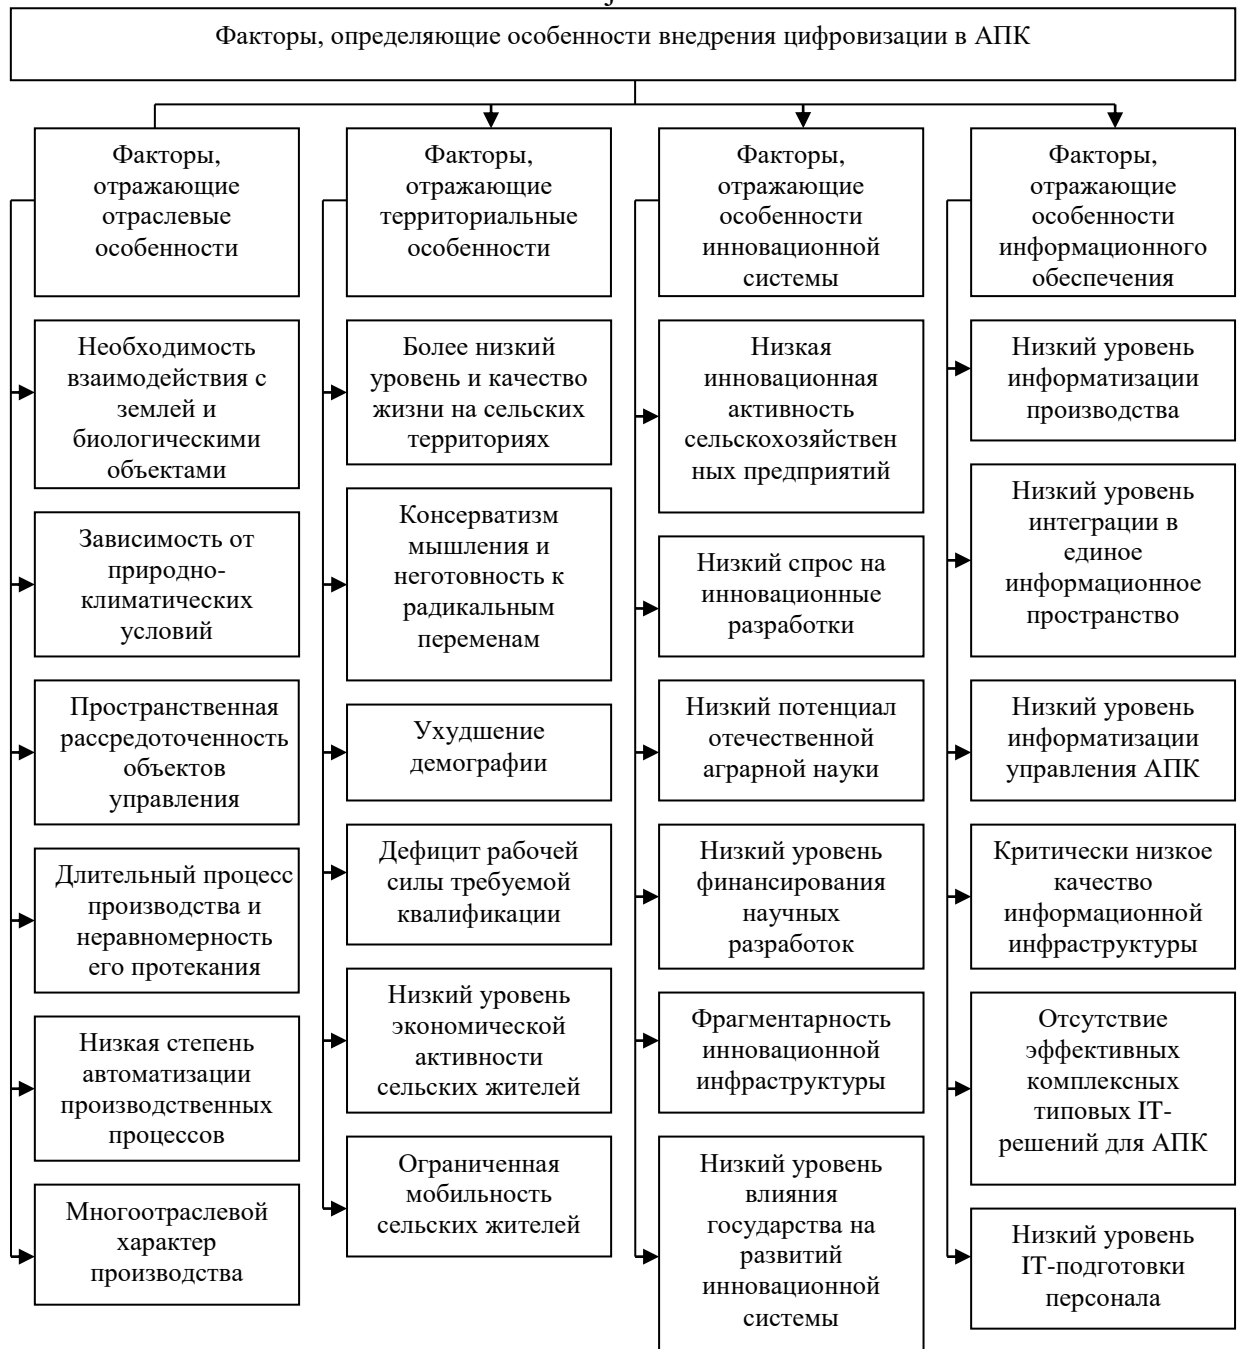 Факторы, определяющие особенности внедрения цифровизации в АПК
Факторы,
отражающие
отраслевые
особенности
Необходимость
взаимодействия с
землей и
биологическими
объектами
Зависимость от
природно-
климатических
условий
Пространственная
рассредоточенность
объектов
управления
Длительный процесс
производства и
неравномерность
его протекания
Низкая степень
автоматизации
производственных
процессов
Многоотраслевой
характер
производства
Факторы,
отражающие
территориальные
особенности
Более низкий
уровень и качество
жизни на сельских
территориях
Консерватизм
мышления и
неготовность к
радикальным
переменам
Ухудшение
демографии
Дефицит рабочей
силы требуемой
квалификации
Низкий уровень
экономической
активности
сельских жителей
Ограниченная
мобильность
сельских жителей
Факторы,
отражающие
особенности
инновационной
системы
Низкая
инновационная
активность
сельскохозяйствен
ных предприятий
Низкий спрос на
инновационные
разработки
Низкий потенциал
отечественной
аграрной науки
Низкий уровень
финансирования
научных
разработок
Фрагментарность
инновационной
инфраструктуры
Низкий уровень
влияния
государства на
развитий
инновационной
системы
Факторы,
отражающие
особенности
информационного
обеспечения
Низкий уровень
информатизации
производства
Низкий уровень
интеграции в
единое
информационное
пространство
Низкий уровень
информатизации
управления АПК
Критически низкое
качество
информационной
инфраструктуры
Отсутствие
эффективных
комплексных
типовых IT-
решений для АПК
Низкий уровень
IT-подготовки
персонала